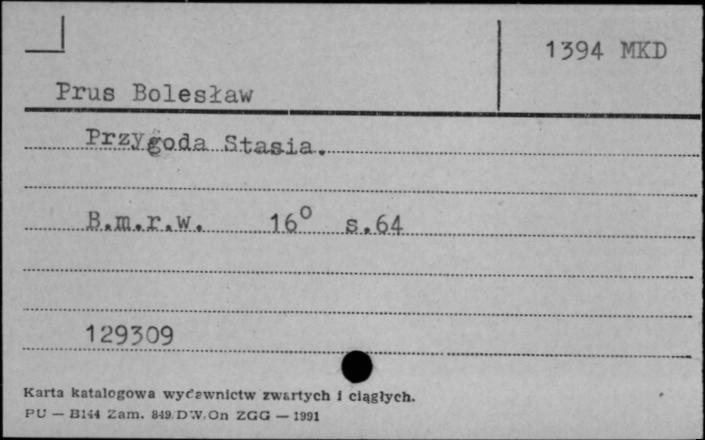 1394 MKD
Prus Bolesław
Przygoda Stasia.
B.m.r.w. 16° s.64
129309
Karta katalogowa wydawnictw zwartych i ciągłych.
PU — B144 Zam. 849/DW/On ZGG — 1991